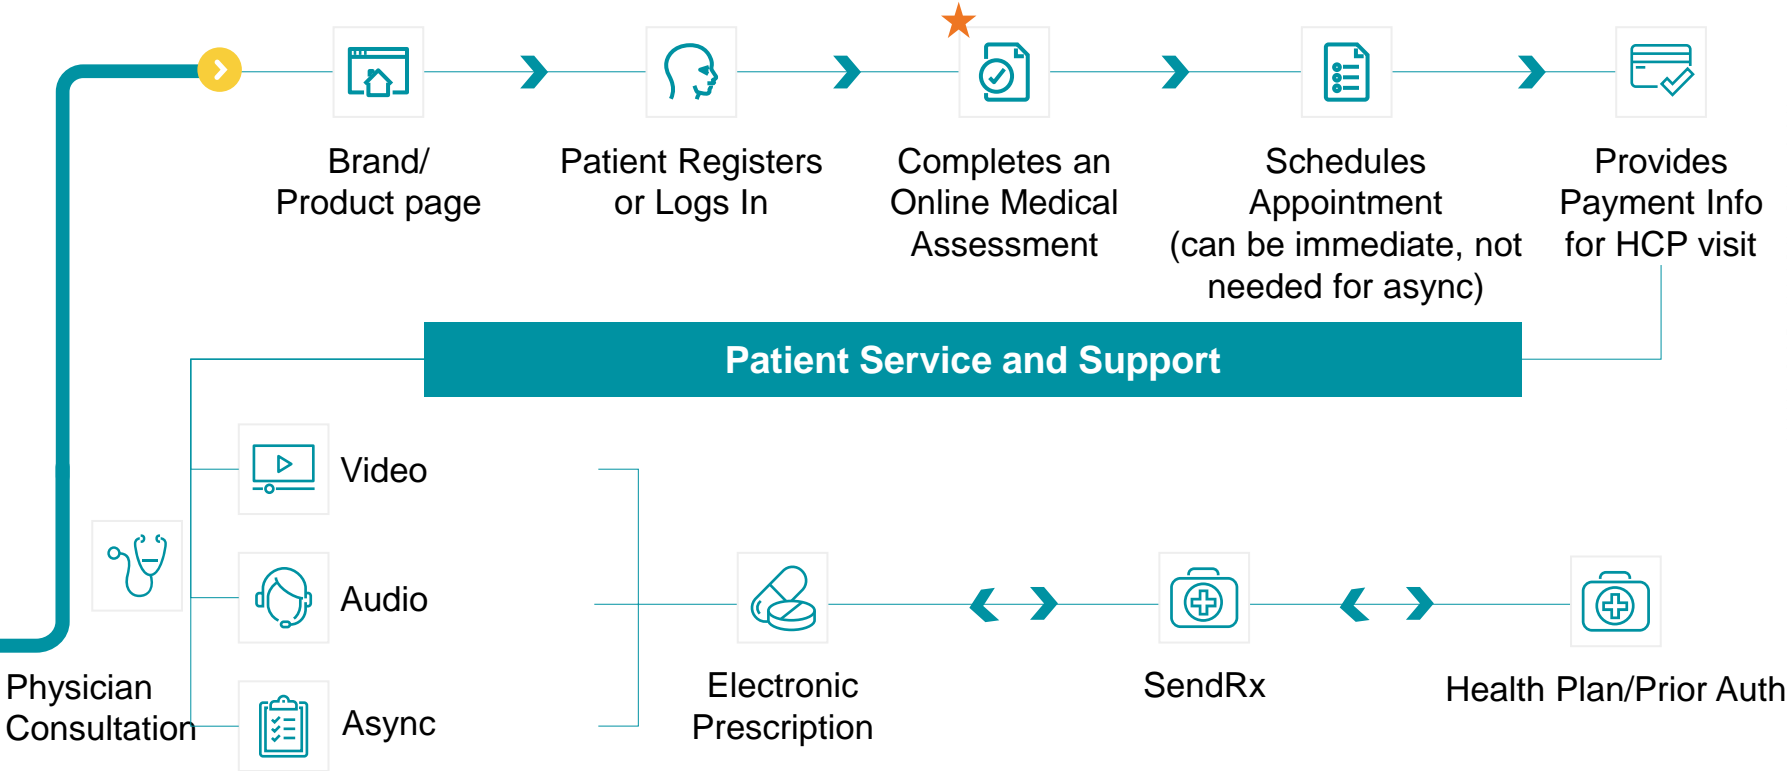 Brand/
Product page
Patient Registers
or Logs In
Completes an
Online Medical
Assessment
Schedules
Appointment
(can be immediate, not
needed for async)
Provides
Payment Info
for HCP visit
Patient Service and Support
Video
Audio
Async
Physician
Consultation
Electronic
Prescription
SendRx
Health Plan/Prior Auth